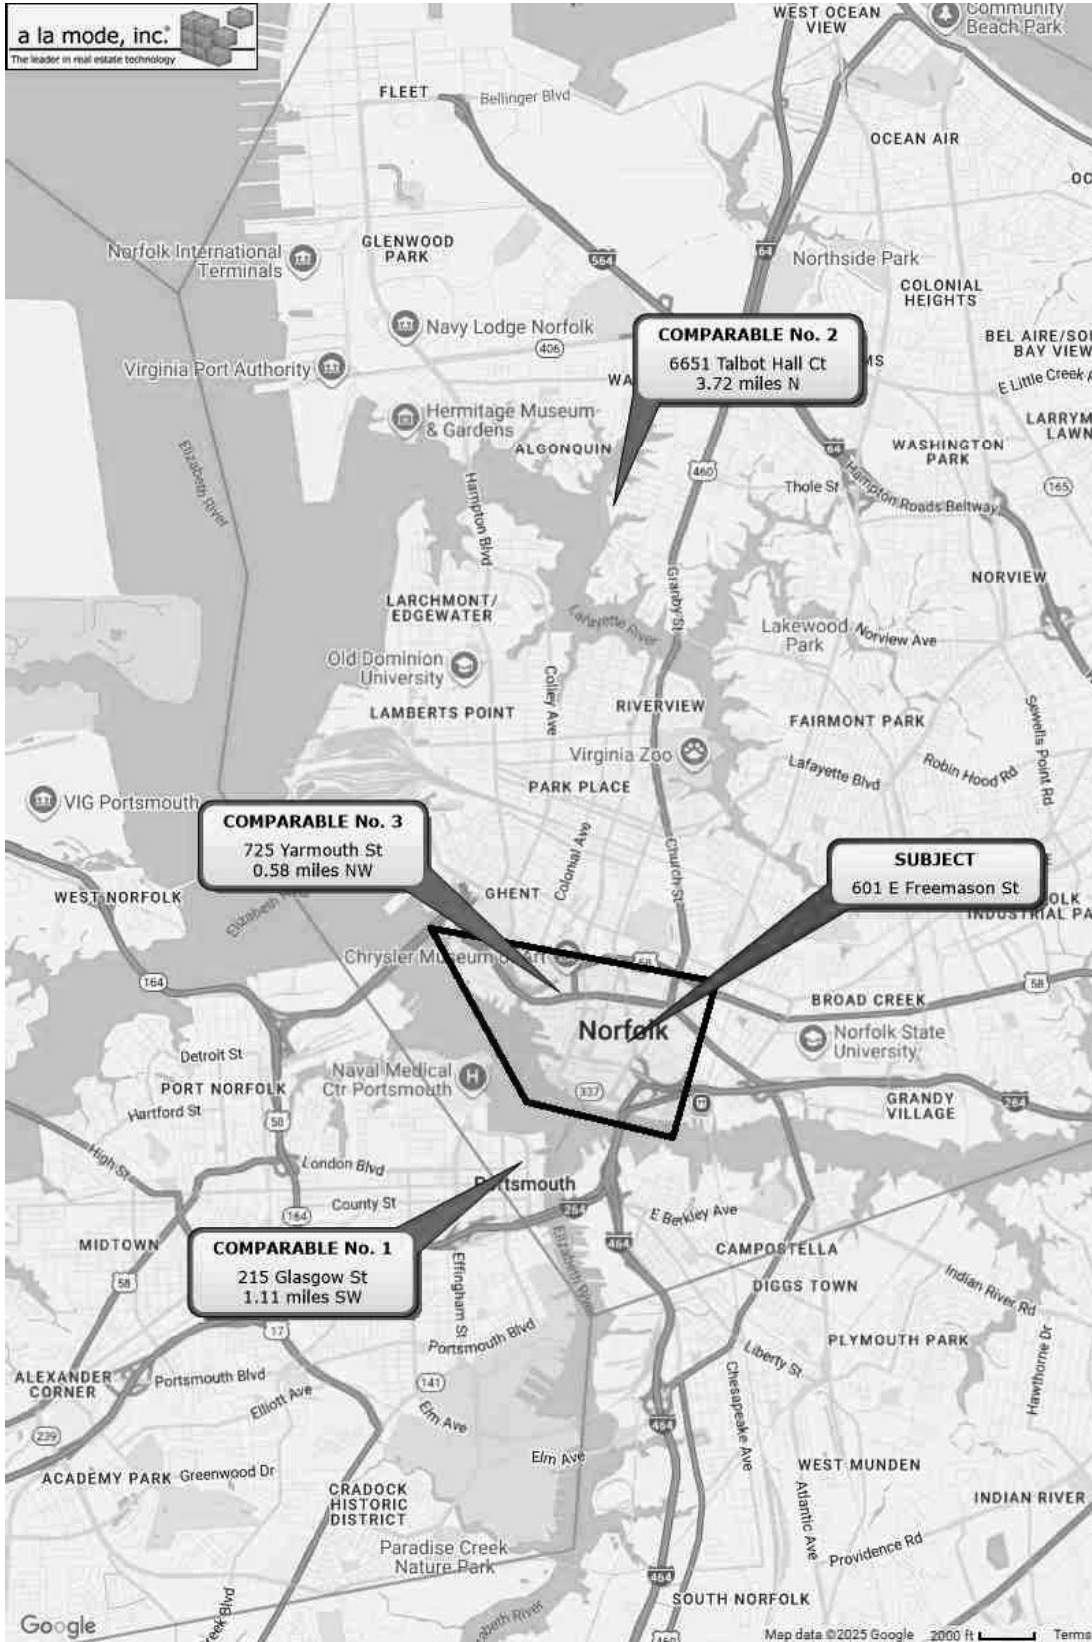 a la mode, inc.
The leader in real estate technology
WEST OCEAN
VIEW
Community
Beach Park
FLEET
Bellinger Blvd
OCEAN AIR
Norfolk International
Terminals
GLENWOOD
PARK
564
64
Northside Park
COLONIAL
HEIGHTS
Navy Lodge Norfolk
406
Virginia Port Authority
COMPARABLE No. 2
6651 Talbot Hall Ct
3.72 miles N
BEL AIRE/SOU
BAY VIEW
E Little Creek
Hermitage Museum
& Gardens
ALGONQUIN
LARRYM
LAWN
WASHINGTON
PARK
64
460
Thole St
165
Hampton Roads Beltway
Elizabeth River
Hampton Blvd
NORVIEW
Granby St
LARCHMONT/
EDGEWATER
Lafayette River
Lakewood
Park
Norview Ave
Old Dominion
University
Colley Ave
LAMBERTS POINT
RIVERVIEW
FAIRMONT PARK
Sewells Point Rd
Virginia Zoo
Lafayette Blvd
Robin Hood Rd
PARK PLACE
VIG Portsmouth
COMPARABLE No. 3
725 Yarmouth St
0.58 miles NW
Colonial Ave
Church St
SUBJECT
601 E Freemason St
WEST NORFOLK
GHENT
OLK
INDUSTRIAL PA
Elizabeth
Chrysler Museum of Art
58
164
58
BROAD CREEK
Norfolk
Norfolk State
University
Detroit St
PORT NORFOLK
Naval Medical
Ctr Portsmouth
337
Hartford St
GRANDY
VILLAGE
264
58
High St
London Blvd
Portsmouth
County St
164
264
E Berkley Ave
MIDTOWN
COMPARABLE No. 1
215 Glasgow St
1.11 miles SW
464
CAMPOSTELLA
58
Effingham St
Elizabeth River
DIGGS TOWN
Indian River Rd
17
Portsmouth Blvd
PLYMOUTH PARK
Liberty St
Hawthorne Dr
ALEXANDER
CORNER
Portsmouth Blvd
141
Elliott Ave
Elm Ave
Chesapeake Ave
464
239
Elm Ave
WEST MUNDEN
ACADEMY PARK
Greenwood Dr
CRADOCK
HISTORIC
DISTRICT
Atlantic Ave
INDIAN RIVER
Paradise Creek
Nature Park
Providence Rd
464
SOUTH NORFOLK
Google
460
Map data ©2025 Google
2000 ft
Terms